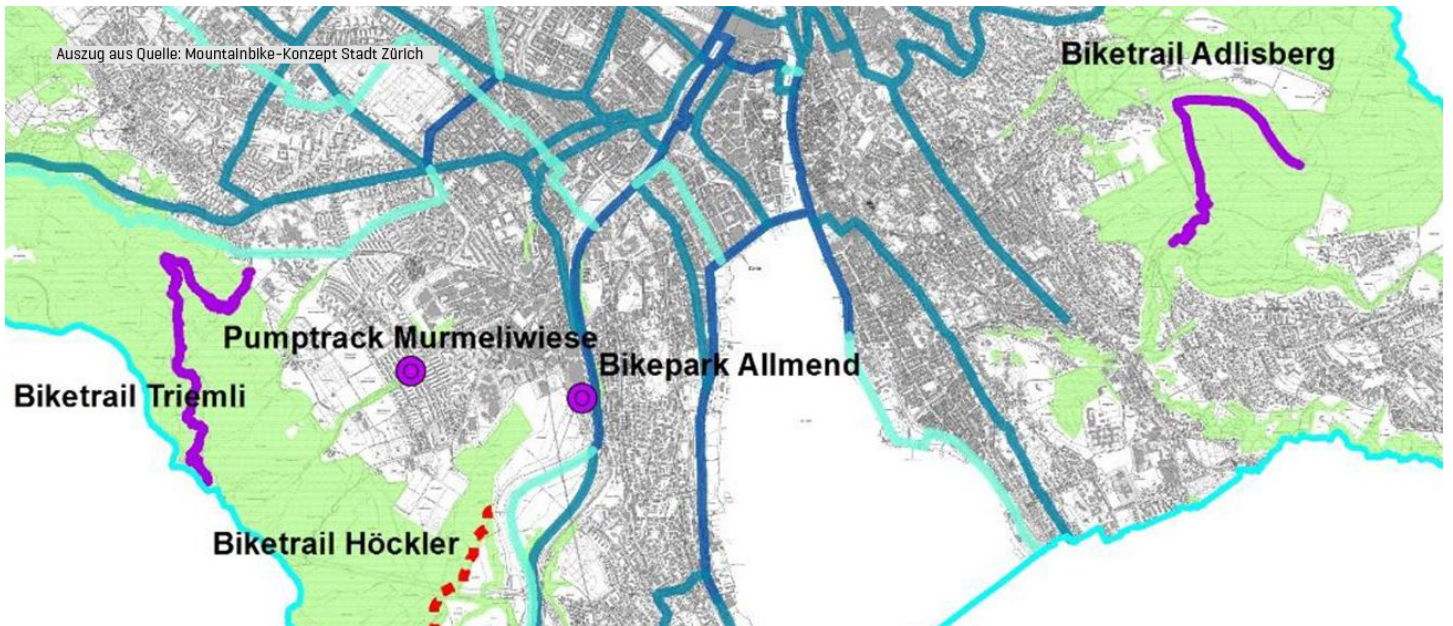 Auszug aus Quelle: Mountainbike-Konzept Stadt Zürich
Biketrail Adlisberg
Pumptrack Murmeliwiese
Bikepark Allmend
Biketrail Triemli
Biketrail Höckler